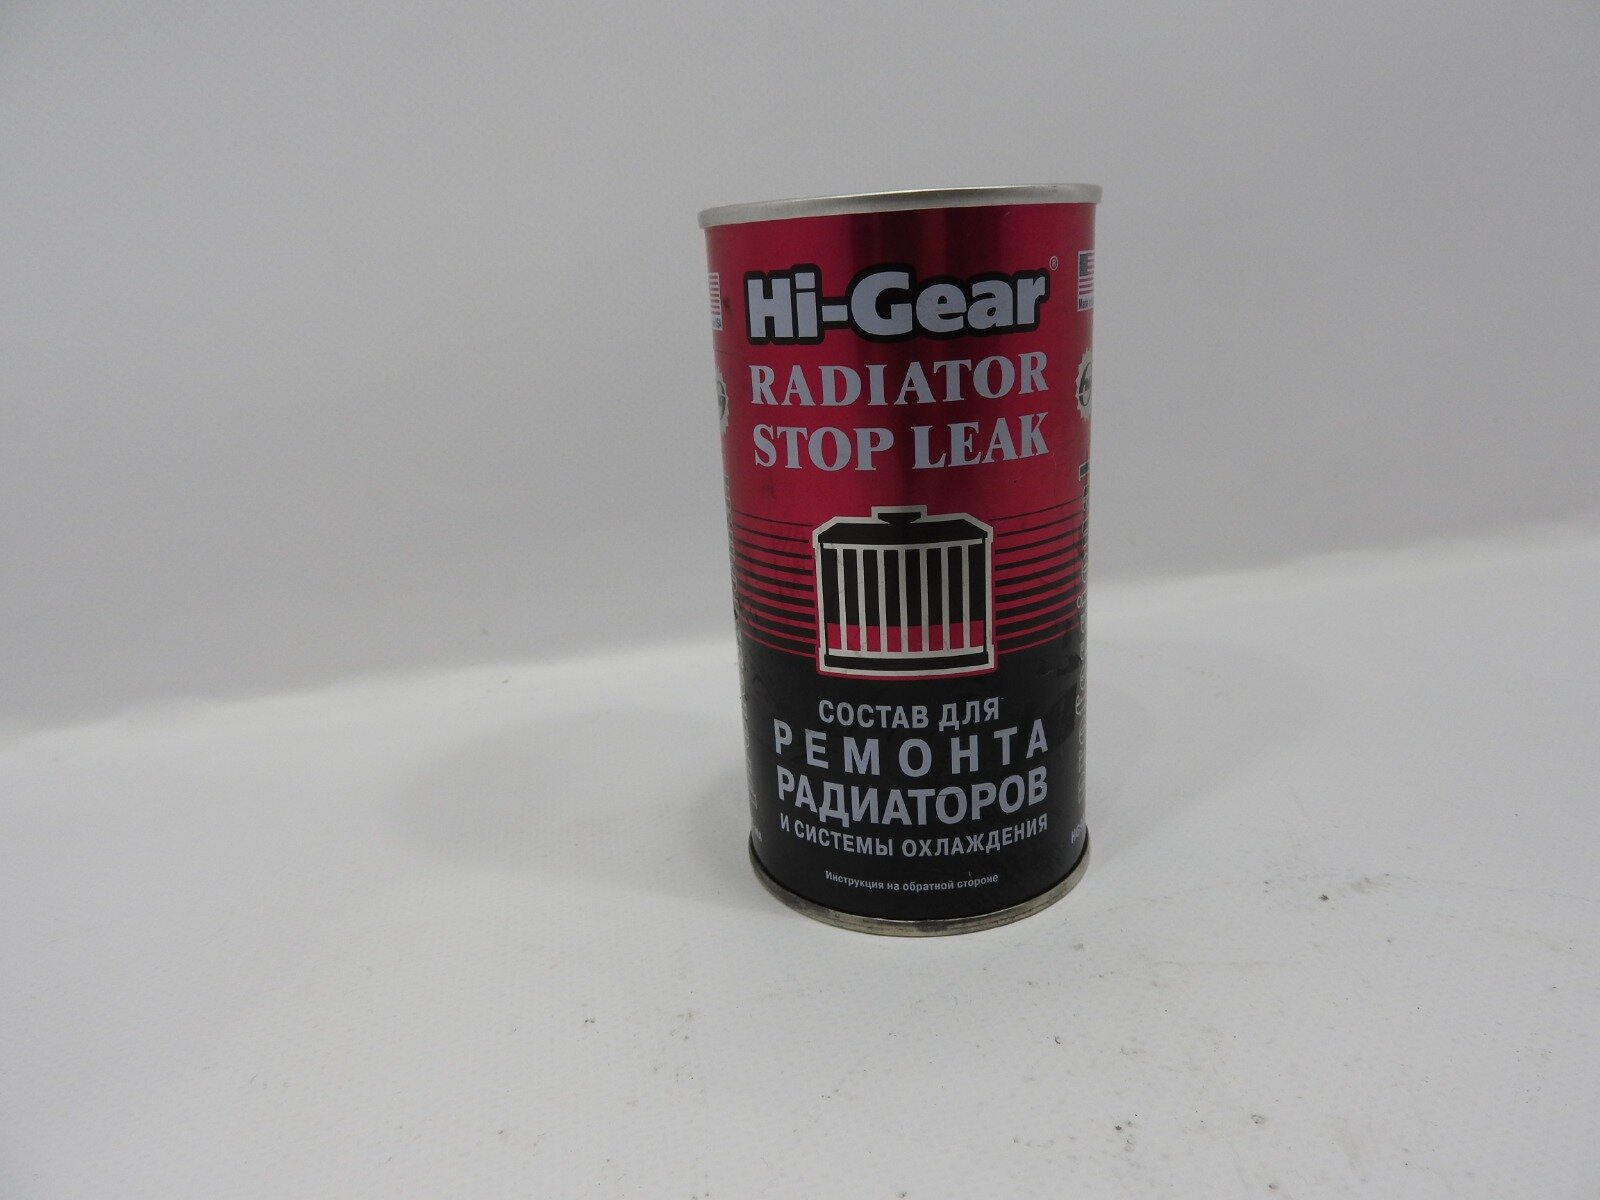 Hi-Gear®
RADIATOR
STOP LEAK
СОСТАВ ДЛЯ
РЕМОНТА
РАДИАТОРОВ
И СИСТЕМЫ ОХЛАЖДЕНИЯ
Инструкция на обратной стороне